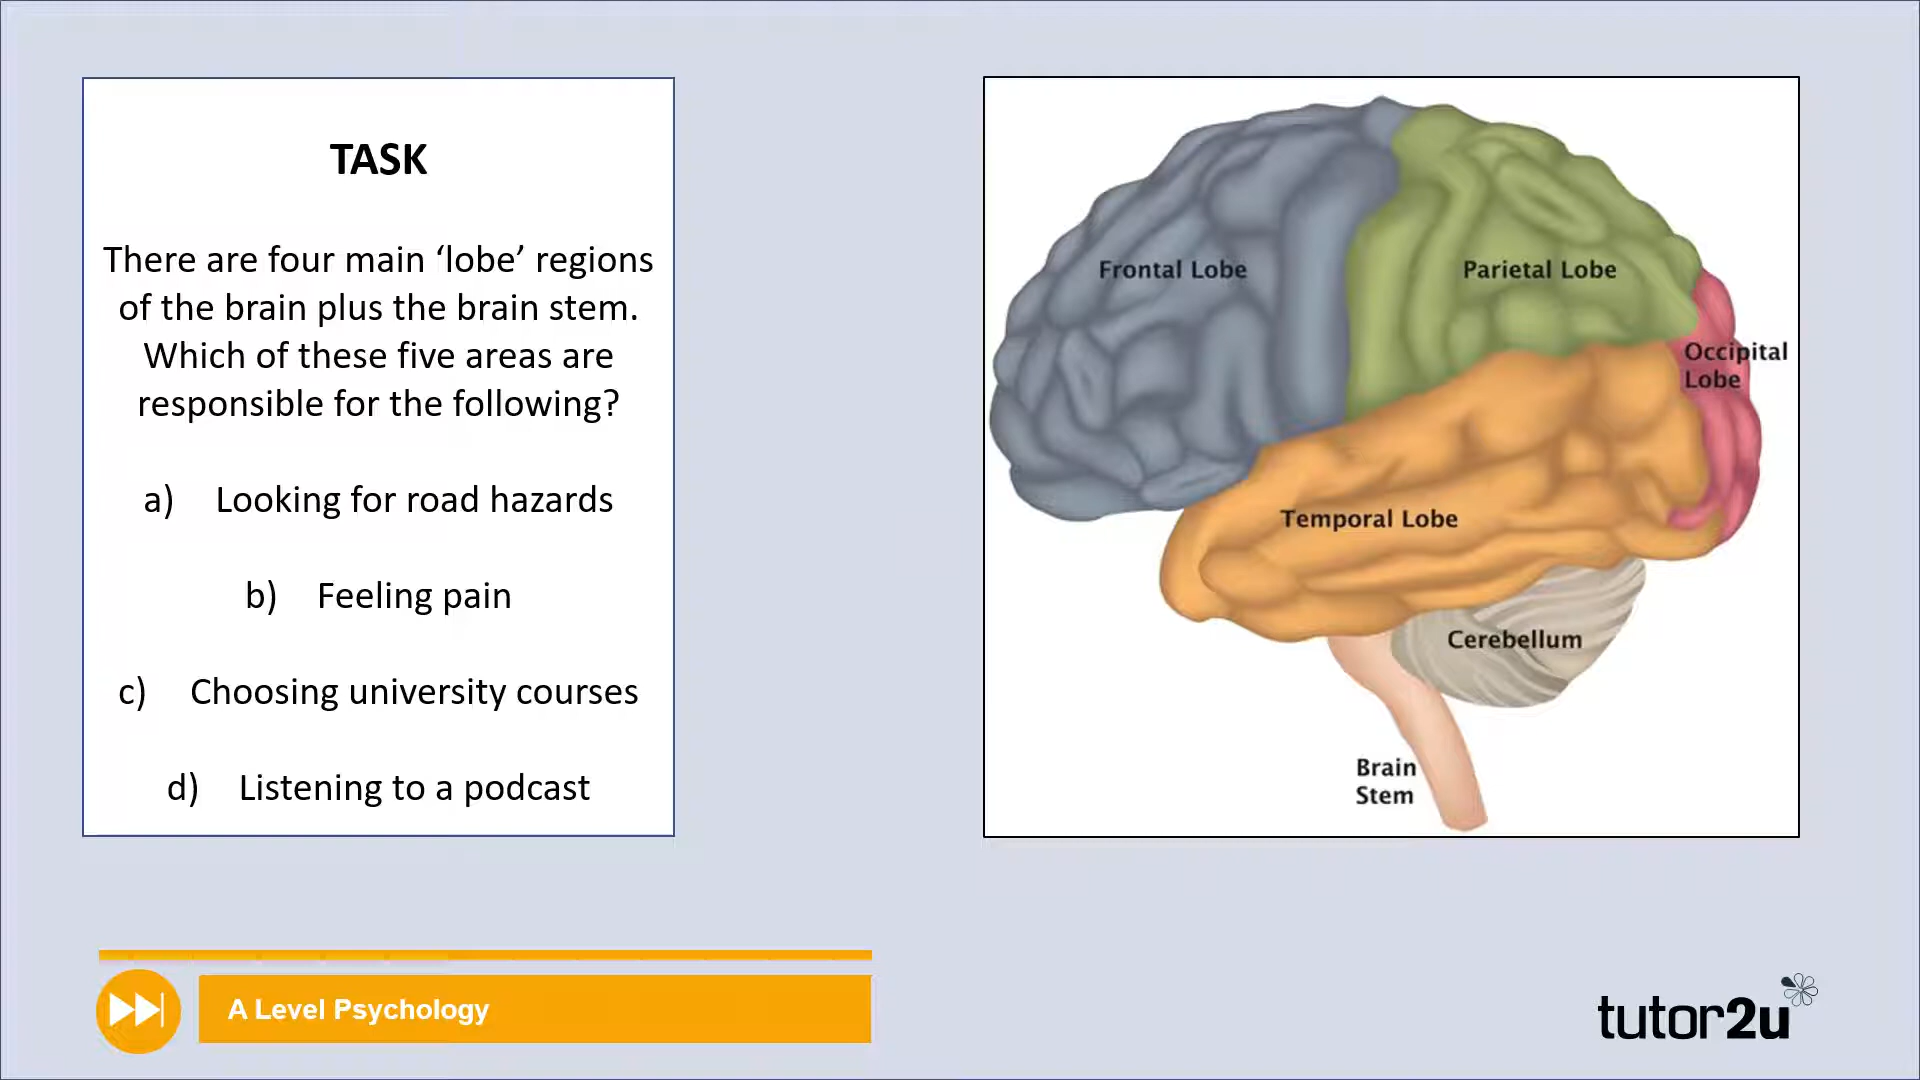 TASK
There are four main ‘lobe’ regions
of the brain plus the brain stem.
Which of these five areas are
responsible for the following?
a) Looking for road hazards
b) Feeling pain
c) Choosing university courses
d) Listening to a podcast
Frontal Lobe
Parietal Lobe
Occipital
Lobe
Temporal Lobe
Cerebellum
Brain
Stem
A Level Psychology
tutor2u